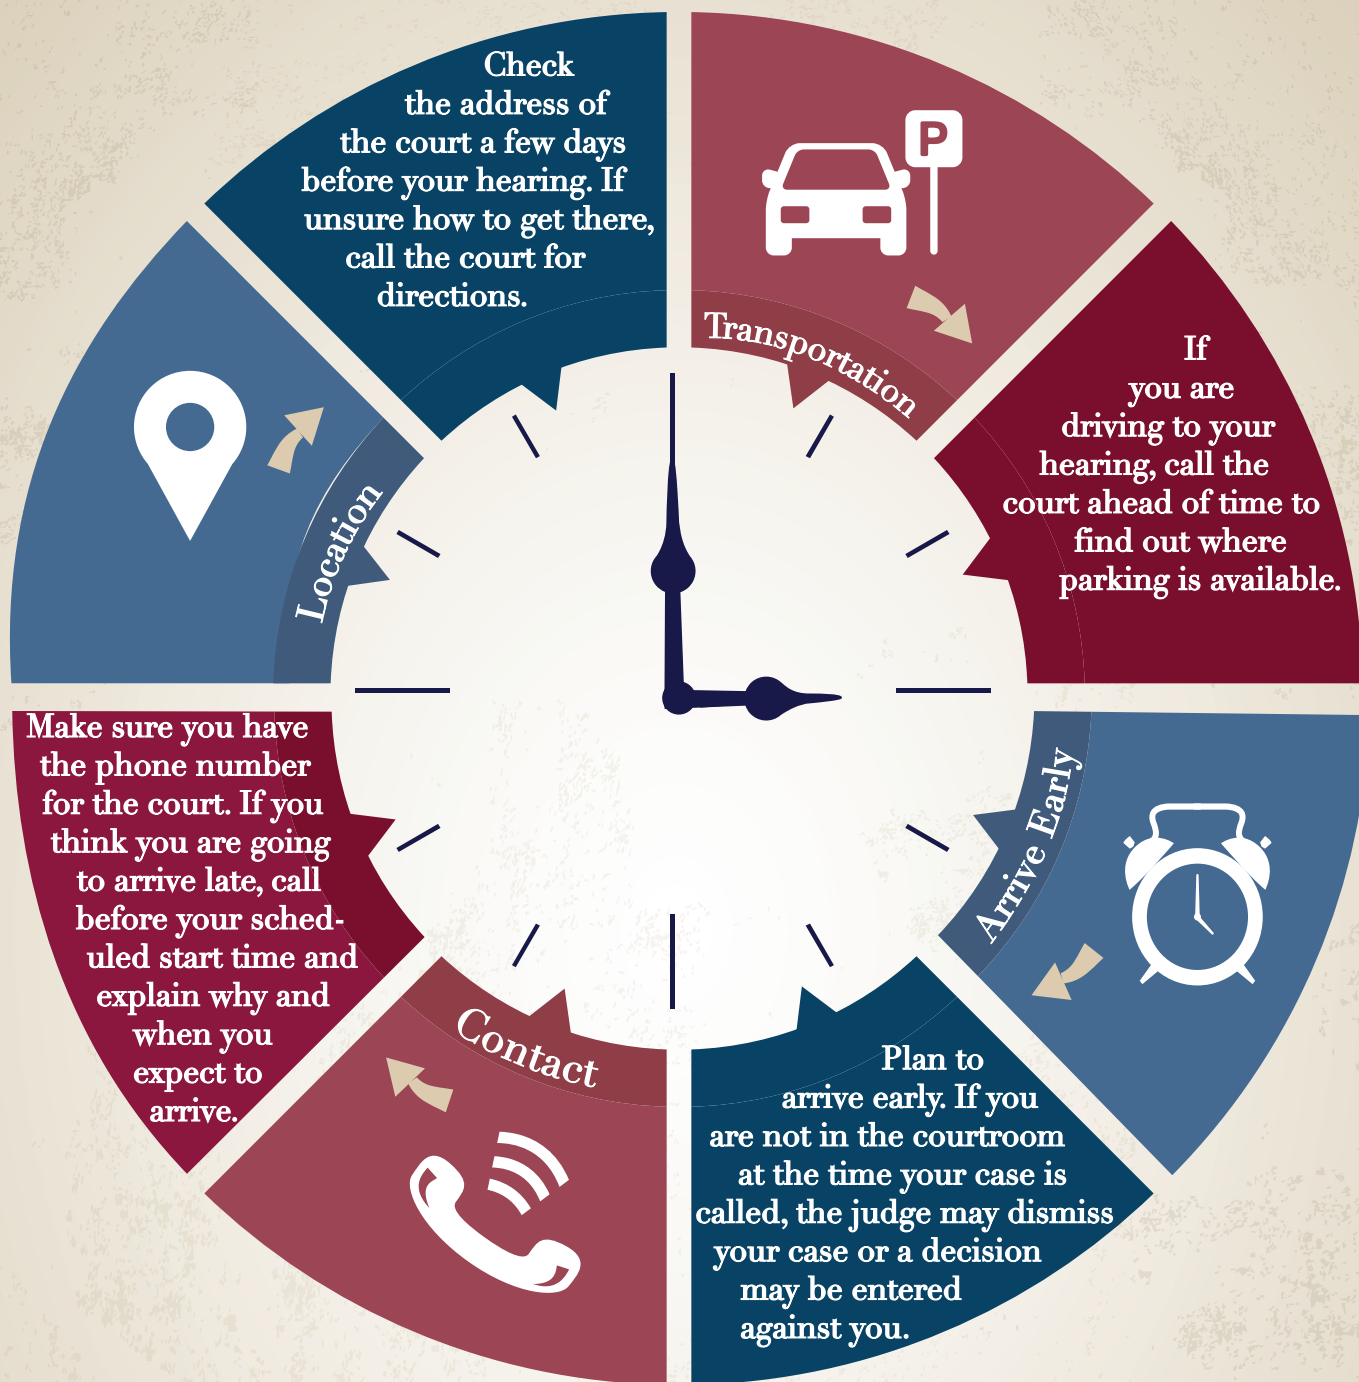 Location
Check
the address of
the court a few days
before your hearing. If
unsure how to get there,
call the court for
directions.
P
Transportation
If
you are
driving to your
hearing, call the
court ahead of time to
find out where
parking is available.
Arrive Early
Plan to
arrive early. If you
are not in the courtroom
at the time your case is
called, the judge may dismiss
your case or a decision
may be entered
against you.
Contact
Make sure you have
the phone number
for the court. If you
think you are going
to arrive late, call
before your sched-
uled start time and
explain why and
when you
expect to
arrive.